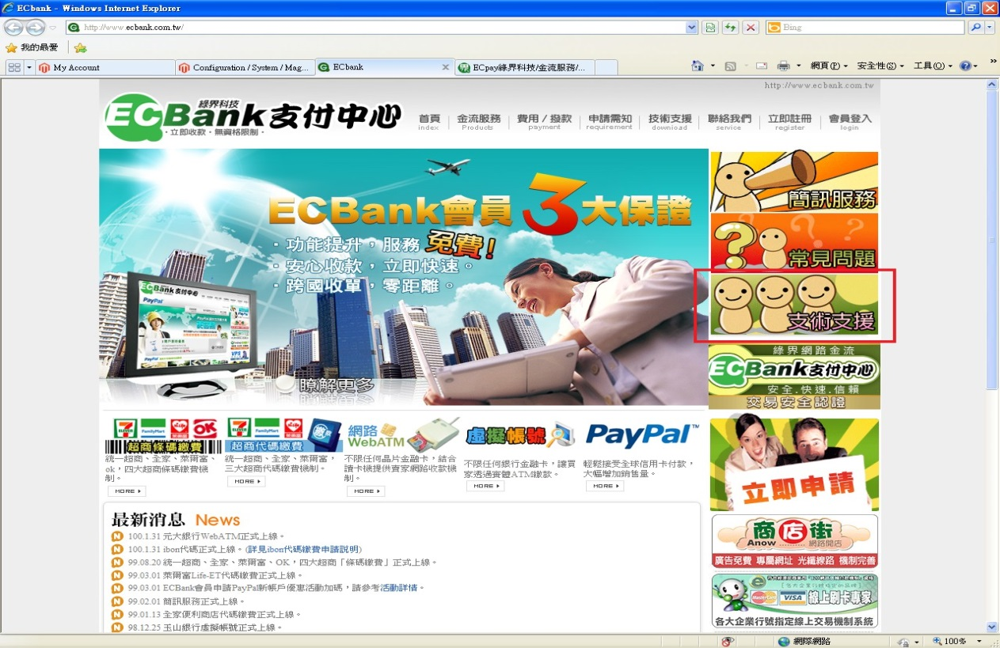 ECbank - Windows Internet Explorer
http://www.ecbank.com.tw/
Bing
我的最愛
My Account
Configuration / System / Mag...
ECbank
ECpay綠界科技/金流服務/...
網頁(P)
安全性(S)
工具(O)
http://www.ecbank.com.tw
綠界科技
ECBank支付中心
·立即收款·無資格限制·
首頁 金流服務 費用 / 撥款 申請需知 技術支援 聯絡我們 立即註冊 會員登入
index Products payment requirement download service register login
ECBank會員3大保證
·功能提升,服務免費!
·安心收款,立即快速。
·跨國收單,零距離。
ECBank支付中心
PayPal
瞭解更多
簡訊服務
常見問題
支術支援
綠界網路金流
ECBank支付中心
安全.快速.信賴
交易安全認證
立即申請
商店街
Anow 網路開店
廣告免費 專屬網址 光纖線路 機制完善
MasterCard VISA 線上刷卡專家
各大企業行號指定線上交易機制系統
7 ELEVEN FamilyMart 萊爾富 OK
超商條碼繳費
統一超商、全家、萊爾富、
ok,四大超商條碼繳費機
制。
MORE
7 ELEVEN FamilyMart 萊爾富
超商代碼繳費
統一超商、全家、萊爾富,
三大超商代碼繳費機制。
MORE
網路
WebATM
不限任何晶片金融卡,結合
讀卡機提供賣家網路收款機
制。
MORE
虛擬帳號
不限任何銀行金融卡,讓買
家透過實體ATM繳款。
MORE
PayPal™
輕鬆接受全球信用卡付款,
大幅增加銷售量。
MORE
最新消息 News
N 100.1.31 元大銀行WebATM正式上線。
N 100.1.31 ibon代碼正式上線。(詳見ibon代碼繳費申請說明)
N 99.08.20 統一超商、全家、萊爾富、OK,四大超商「條碼繳費」正式上線。
N 99.03.01 萊爾富Life-ET代碼繳費正式上線。
N 99.03.01 ECBank會員申請PayPal新帳戶優惠活動加碼,請參考活動詳情。
N 99.02.01 簡訊服務正式上線。
N 99.01.13 全家便利商店代碼繳費正式上線。
N 98.12.25 玉山銀行虛擬帳號正式上線。
網際網路
100%